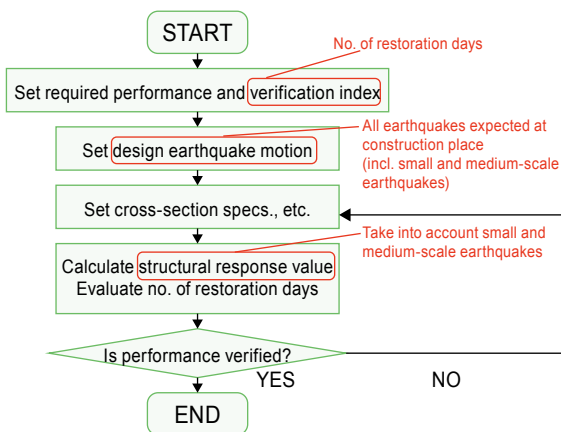 START
No. of restoration days
Set required performance and verification index
All earthquakes expected at
construction place
(incl. small and medium-scale
earthquakes)
Set design earthquake motion
Set cross-section specs., etc.
Take into account small and
medium-scale earthquakes
Calculate structural response value
Evaluate no. of restoration days
Is performance verified?
YES
NO
END